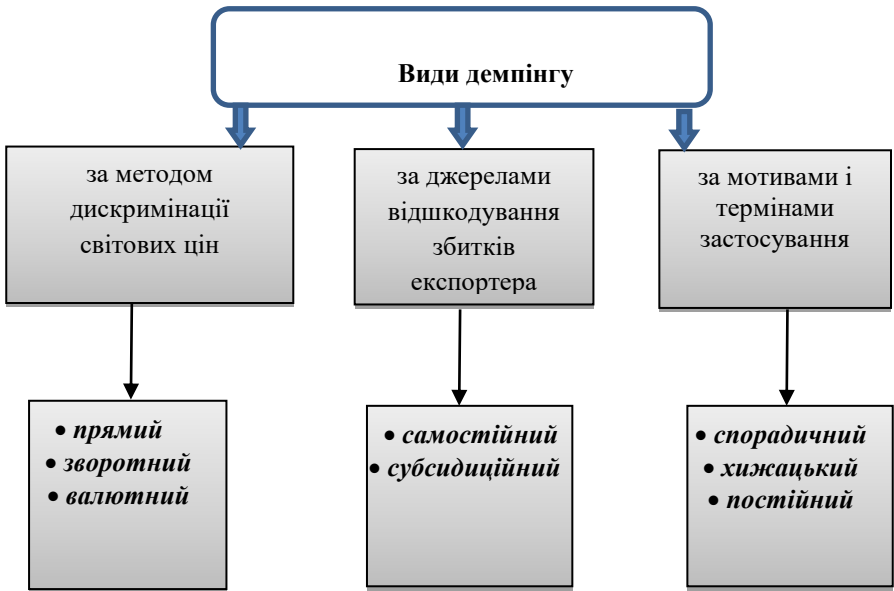 Види демпінгу
за методом
дискримінації
світових цін
за джерелами
відшкодування
збитків
експортера
за мотивами і
термінами
застосування
• прямий
• зворотний
• валютний
• самостійний
• субсидиційний
• спорадичний
• хижацький
• постійний